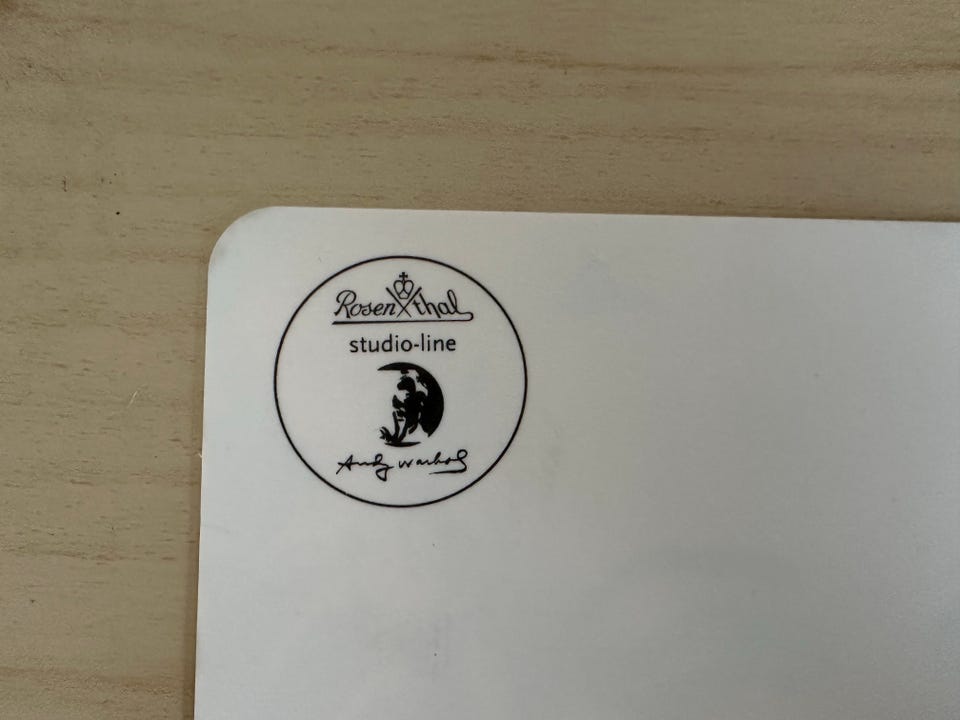 Rosenthal
studio-line
Andy Warhol